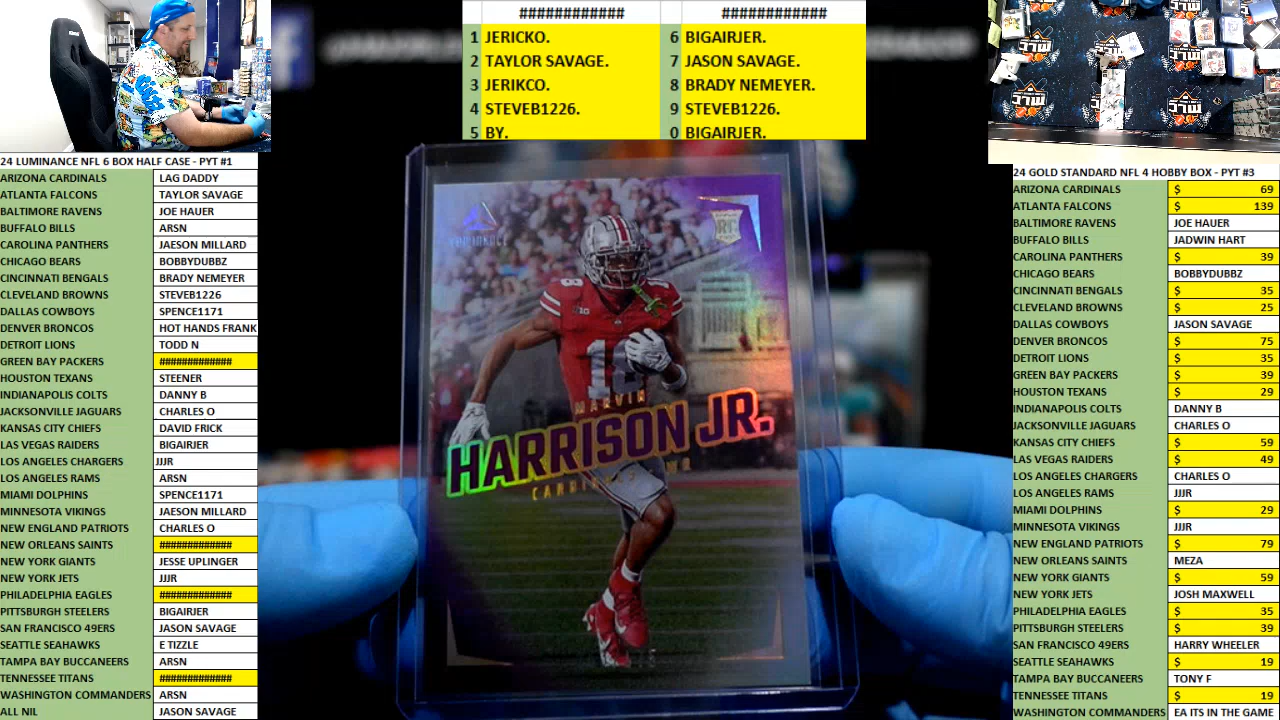 ############ ############
1 JERICKO. 6 BIGAIRJER.
2 TAYLOR SAVAGE. 7 JASON SAVAGE.
3 JERIKCO. 8 BRADY NEMEYER.
4 STEVEB1226. 9 STEVEB1226.
5 BY. 0 BIGAIRJER.
24 LUMINANCE NFL 6 BOX HALF CASE - PYT #1
ARIZONA CARDINALS LAG DADDY
ATLANTA FALCONS TAYLOR SAVAGE
BALTIMORE RAVENS JOE HAUER
BUFFALO BILLS ARSN
CAROLINA PANTHERS JAESON MILLARD
CHICAGO BEARS BOBBYDUBBZ
CINCINNATI BENGALS BRADY NEMEYER
CLEVELAND BROWNS STEVEB1226
DALLAS COWBOYS SPENCE1171
DENVER BRONCOS HOT HANDS FRANK
DETROIT LIONS TODD N
GREEN BAY PACKERS #############
HOUSTON TEXANS STEENER
INDIANAPOLIS COLTS DANNY B
JACKSONVILLE JAGUARS CHARLES O
KANSAS CITY CHIEFS DAVID FRICK
LAS VEGAS RAIDERS BIGAIRJER
LOS ANGELES CHARGERS JJJR
LOS ANGELES RAMS ARSN
MIAMI DOLPHINS SPENCE1171
MINNESOTA VIKINGS JAESON MILLARD
NEW ENGLAND PATRIOTS CHARLES O
NEW ORLEANS SAINTS #############
NEW YORK GIANTS JESSE UPLINGER
NEW YORK JETS JJJR
PHILADELPHIA EAGLES #############
PITTSBURGH STEELERS BIGAIRJER
SAN FRANCISCO 49ERS JASON SAVAGE
SEATTLE SEAHAWKS E TIZZLE
TAMPA BAY BUCCANEERS ARSN
TENNESSEE TITANS #############
WASHINGTON COMMANDERS ARSN
ALL NIL JASON SAVAGE
LUMINANCE
RC
18
MARVIN
HARRISON JR.
CARDINALS
24 GOLD STANDARD NFL 4 HOBBY BOX - PYT #3
ARIZONA CARDINALS $ 69
ATLANTA FALCONS $ 139
BALTIMORE RAVENS JOE HAUER
BUFFALO BILLS JADWIN HART
CAROLINA PANTHERS $ 39
CHICAGO BEARS BOBBYDUBBZ
CINCINNATI BENGALS $ 35
CLEVELAND BROWNS $ 25
DALLAS COWBOYS JASON SAVAGE
DENVER BRONCOS $ 75
DETROIT LIONS $ 35
GREEN BAY PACKERS $ 39
HOUSTON TEXANS $ 29
INDIANAPOLIS COLTS DANNY B
JACKSONVILLE JAGUARS CHARLES O
KANSAS CITY CHIEFS $ 59
LAS VEGAS RAIDERS $ 49
LOS ANGELES CHARGERS CHARLES O
LOS ANGELES RAMS JJJR
MIAMI DOLPHINS $ 29
MINNESOTA VIKINGS JJJR
NEW ENGLAND PATRIOTS $ 79
NEW ORLEANS SAINTS MEZA
NEW YORK GIANTS $ 59
NEW YORK JETS JOSH MAXWELL
PHILADELPHIA EAGLES $ 35
PITTSBURGH STEELERS $ 39
SAN FRANCISCO 49ERS HARRY WHEELER
SEATTLE SEAHAWKS $ 19
TAMPA BAY BUCCANEERS TONY F
TENNESSEE TITANS $ 19
WASHINGTON COMMANDERS EA ITS IN THE GAME